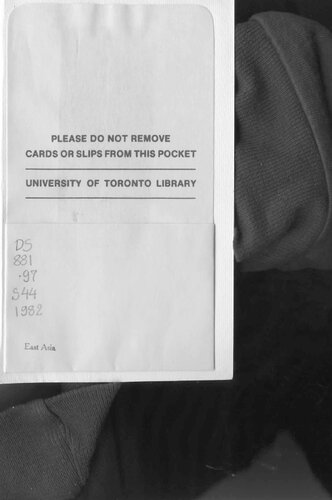 PLEASE DO NOT REMOVE
CARDS OR SLIPS FROM THIS POCKET
UNIVERSITY OF TORONTO LIBRARY
DS
881
.97
S44
1982
East Asia